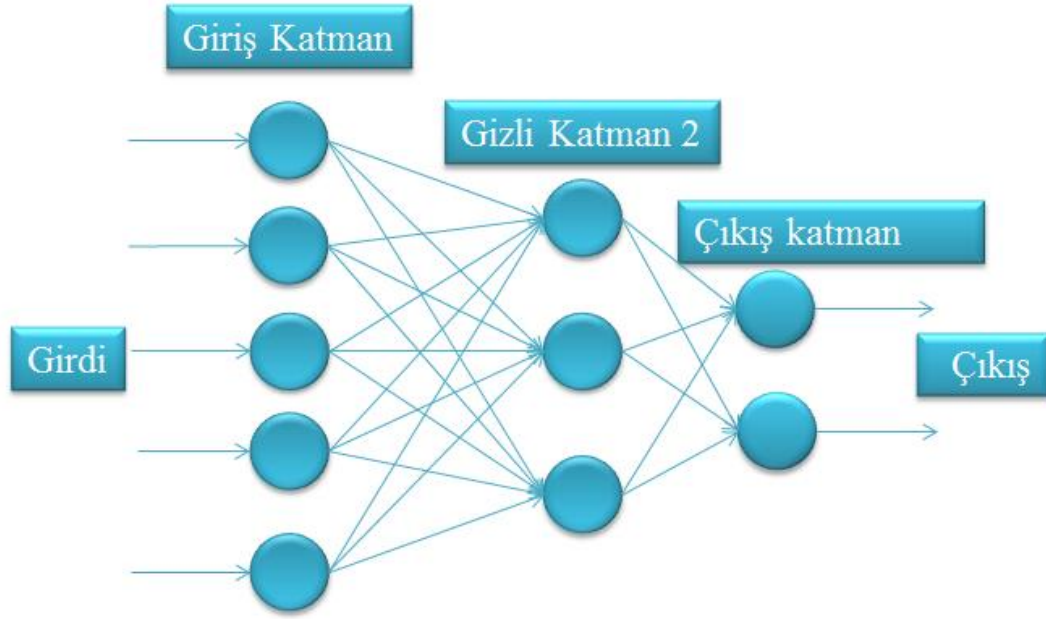 Giriş Katman
Gizli Katman 2
Çıkış katman
Girdi
Çıkış